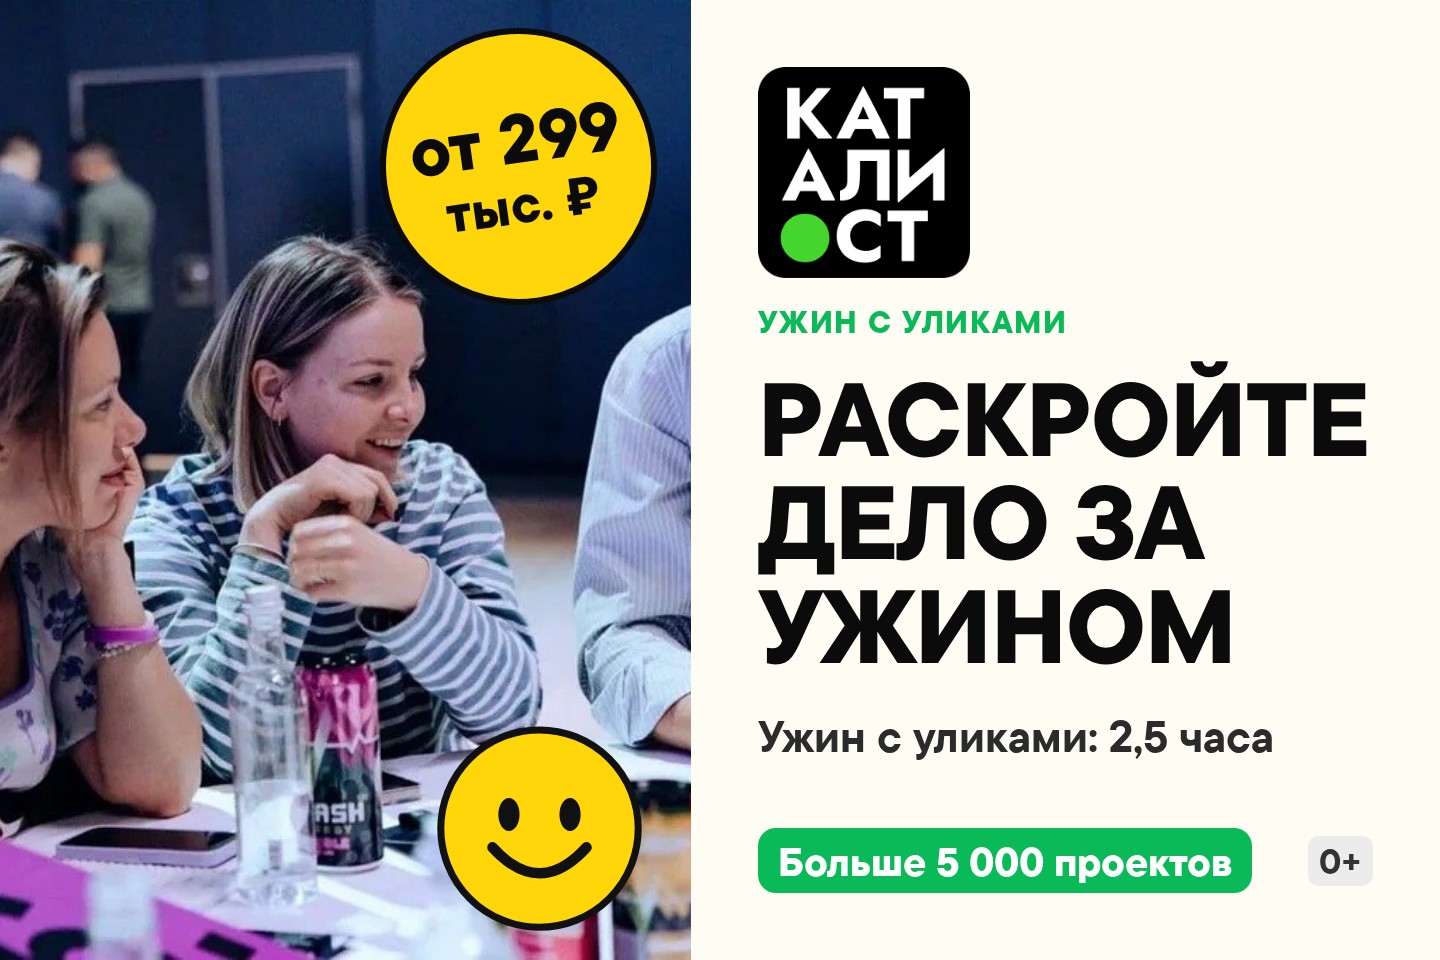 от 299
тыс. ₽
КАТ
АЛИ
СТ
УЖИН С УЛИКАМИ
РАСКРОЙТЕ
ДЕЛО ЗА
УЖИНОМ
Ужин с уликами: 2,5 часа
Больше 5 000 проектов
0+